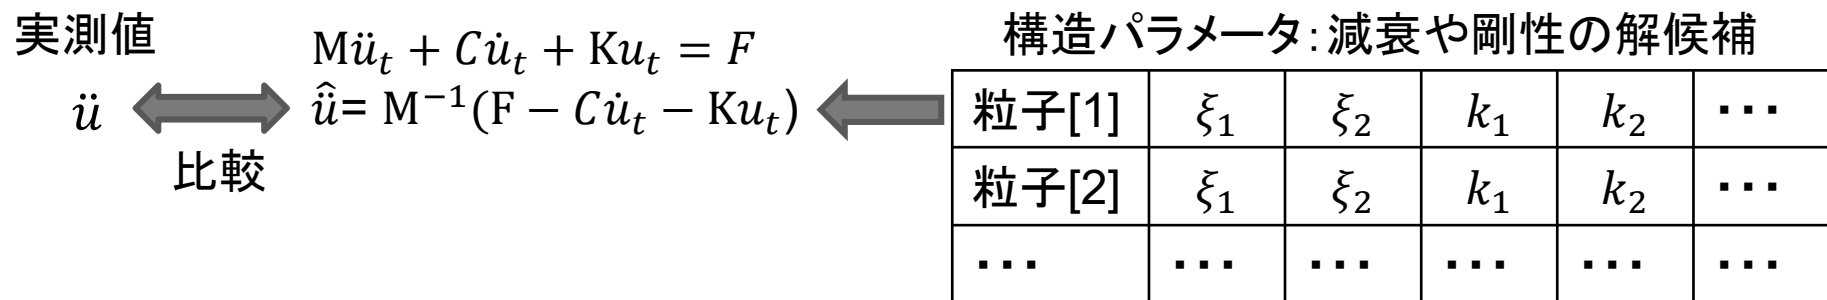 実測値
ü
比較
Mü_t + Cu̇_t + Ku_t = F
ü̂= M⁻¹(F − Cu̇_t − Ku_t)
構造パラメータ:減衰や剛性の解候補
粒子[1] ξ₁ ξ₂ k₁ k₂ ･･･
粒子[2] ξ₁ ξ₂ k₁ k₂ ･･･
･･･ ･･･ ･･･ ･･･ ･･･ ･･･